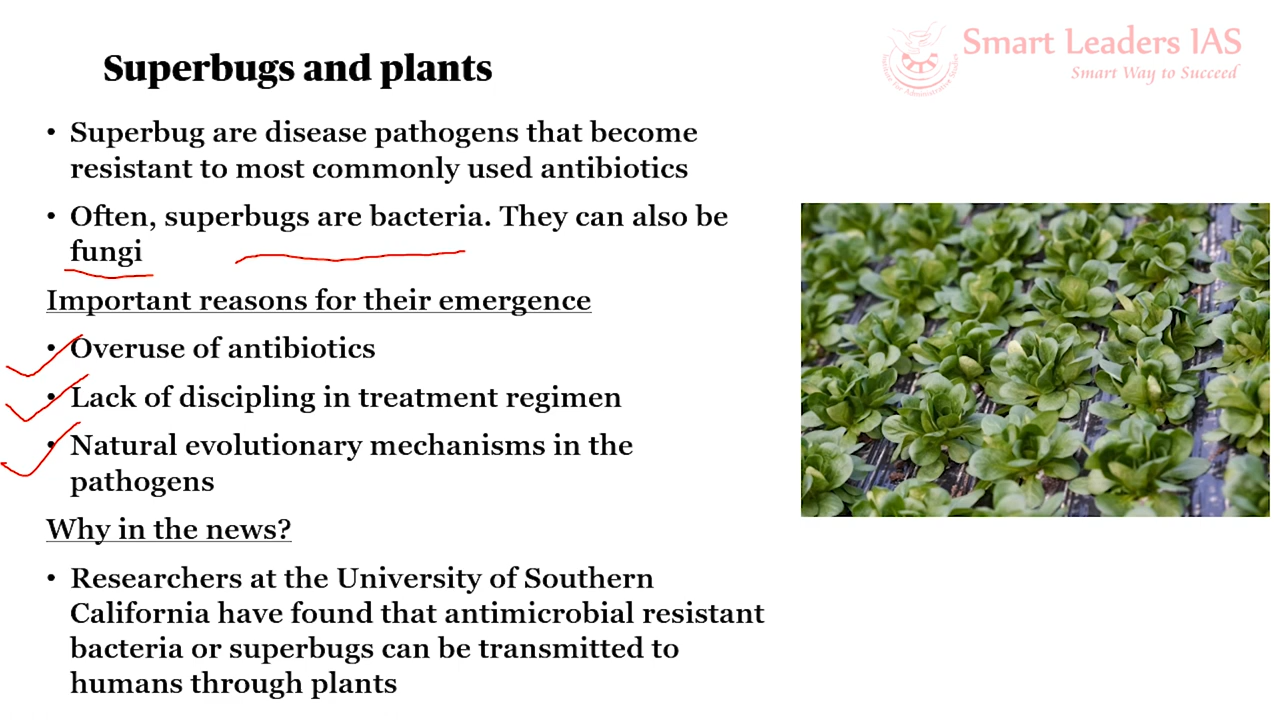 Smart Leaders IAS
Smart Way to Succeed
Superbugs and plants
• Superbug are disease pathogens that become
resistant to most commonly used antibiotics
• Often, superbugs are bacteria. They can also be
fungi
Important reasons for their emergence
• Overuse of antibiotics
• Lack of discipling in treatment regimen
• Natural evolutionary mechanisms in the
pathogens
Why in the news?
• Researchers at the University of Southern
California have found that antimicrobial resistant
bacteria or superbugs can be transmitted to
humans through plants